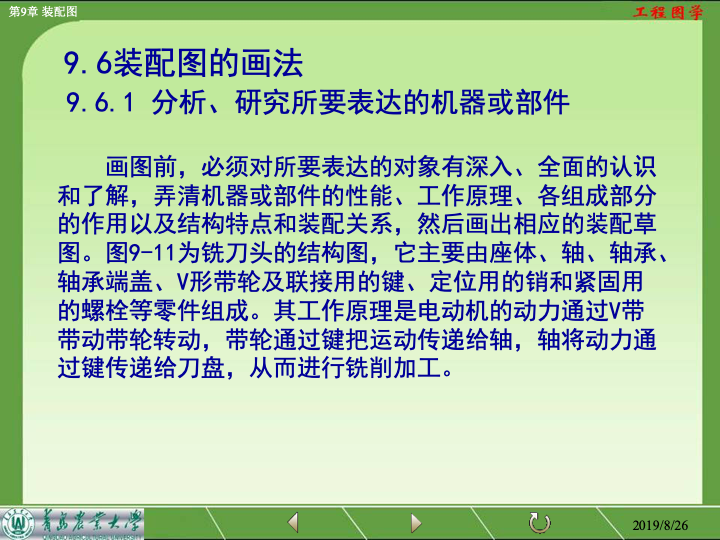 第9章 装配图
工程图学
9.6装配图的画法
9.6.1 分析、研究所要表达的机器或部件
画图前，必须对所要表达的对象有深入、全面的认识
和了解，弄清机器或部件的性能、工作原理、各组成部分
的作用以及结构特点和装配关系，然后画出相应的装配草
图。图9-11为铣刀头的结构图，它主要由座体、轴、轴承、
轴承端盖、V形带轮及联接用的键、定位用的销和紧固用
的螺栓等零件组成。其工作原理是电动机的动力通过V带
带动带轮转动，带轮通过键把运动传递给轴，轴将动力通
过键传递给刀盘，从而进行铣削加工。
青岛农业大学
2019/8/26